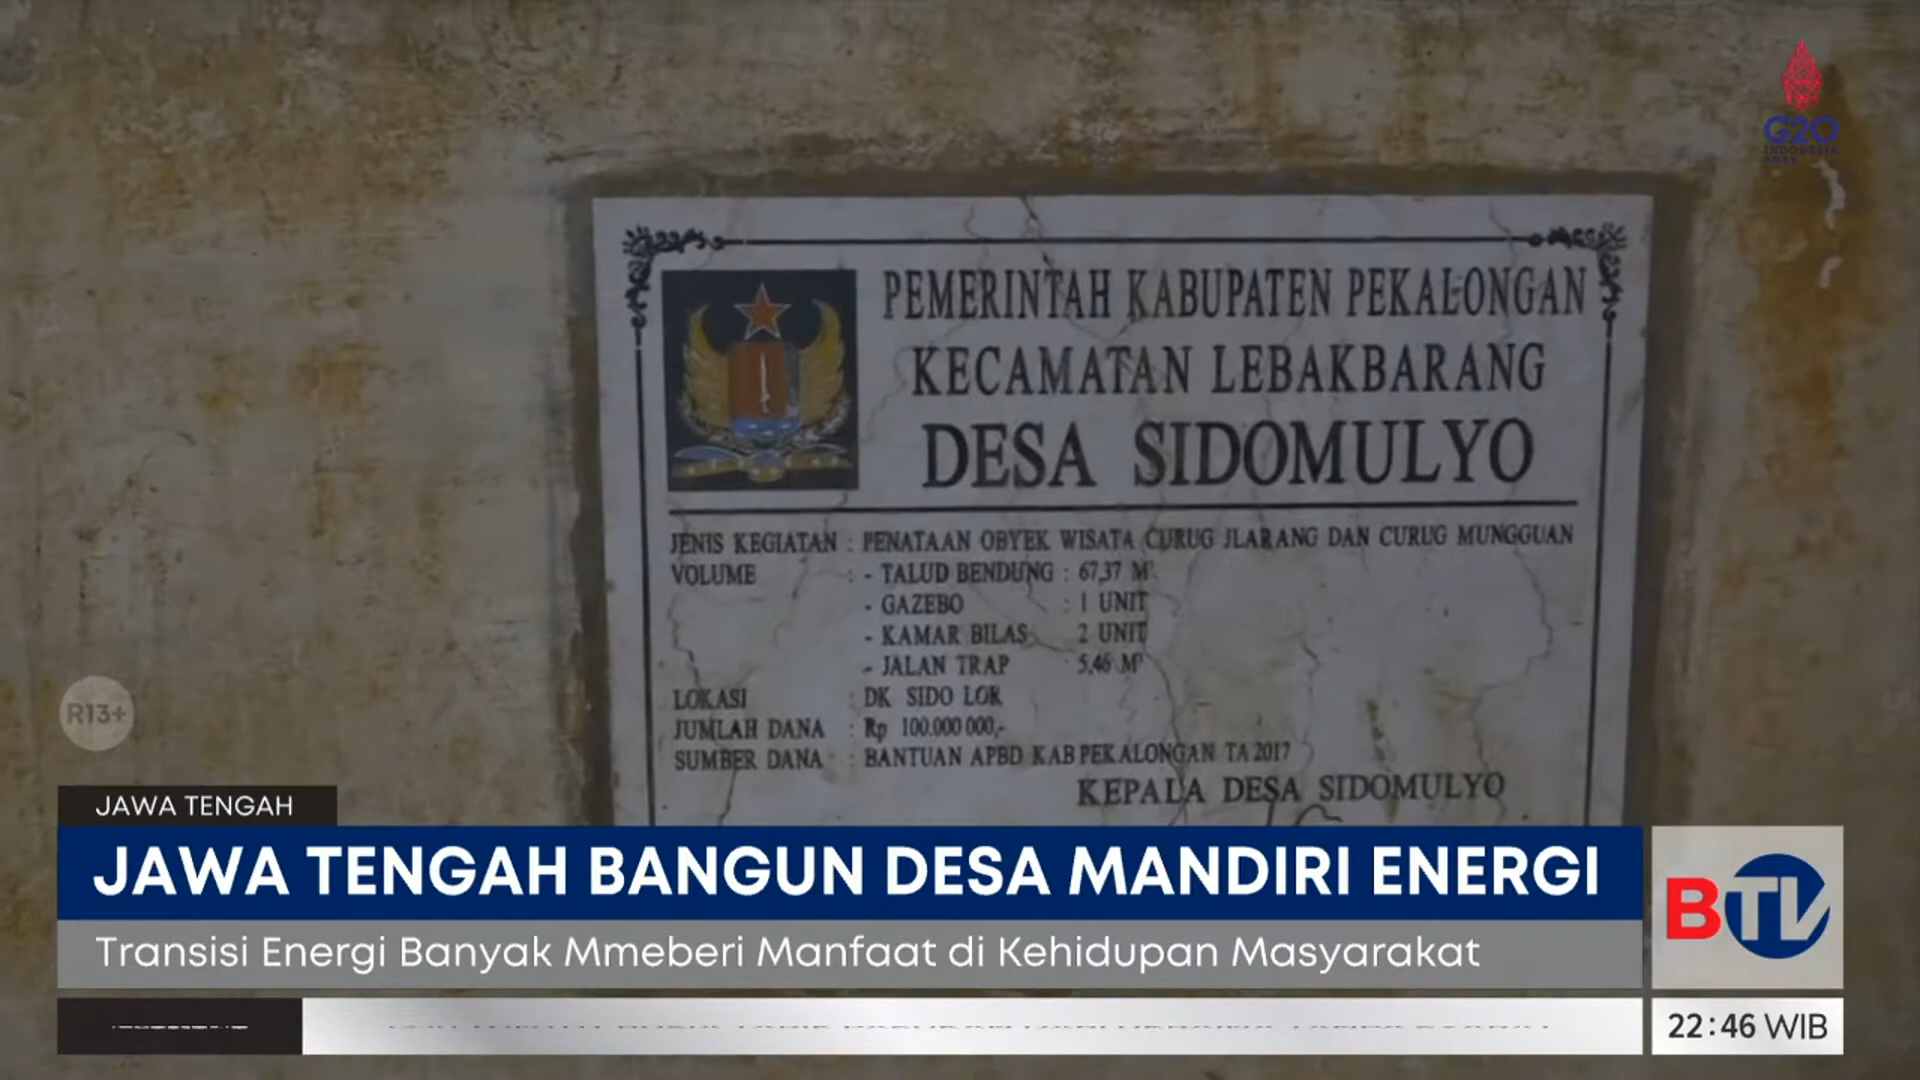 G20
INDONESIA
PEMERINTAH KABUPATEN PEKALONGAN
KECAMATAN LEBAKBARANG
DESA SIDOMULYO
JENIS KEGIATAN : PENATAAN OBYEK WISATA CURUG JLARANG DAN CURUG MUNGGUAN
VOLUME : - TALUD BENDUNG : 67,37 M³
- GAZEBO : 1 UNIT
- KAMAR BILAS 2 UNIT
- JALAN TRAP : 5,46 M³
LOKASI : DK SIDO LOR
JUMLAH DANA : Rp 100.000.000,-
SUMBER DANA : BANTUAN APBD KAB PEKALONGAN TA 2017
KEPALA DESA SIDOMULYO
R13+
JAWA TENGAH
JAWA TENGAH BANGUN DESA MANDIRI ENERGI
Transisi Energi Banyak Mmeberi Manfaat di Kehidupan Masyarakat
BTV
22:46 WIB